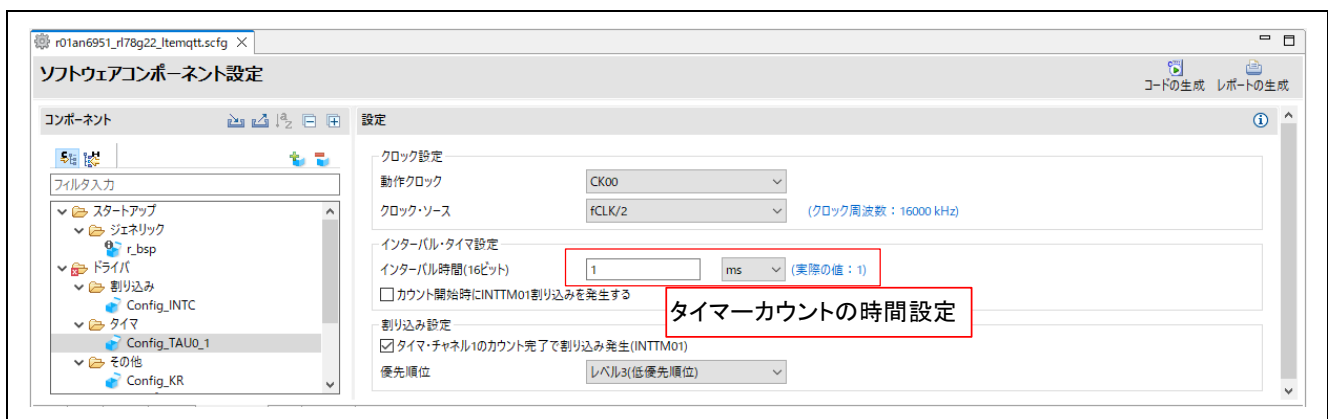 r01an6951_rl78g22_ltemqtt.scfg
ソフトウェアコンポーネント設定
コードの生成 レポートの生成
コンポーネント
設定
フィルタ入力
スタートアップ
ジェネリック
r_bsp
ドライバ
割り込み
Config_INTC
タイマ
Config_TAU0_1
その他
Config_KR
クロック設定
動作クロック CK00
クロック・ソース fCLK/2 (クロック周波数：16000 kHz)
インターバル・タイマ設定
インターバル時間(16ビット) 1 ms (実際の値：1)
カウント開始時にINTTM01割り込みを発生する
タイマーカウントの時間設定
割り込み設定
タイマ・チャネル1のカウント完了で割り込み発生(INTTM01)
優先順位 レベル3(低優先順位)